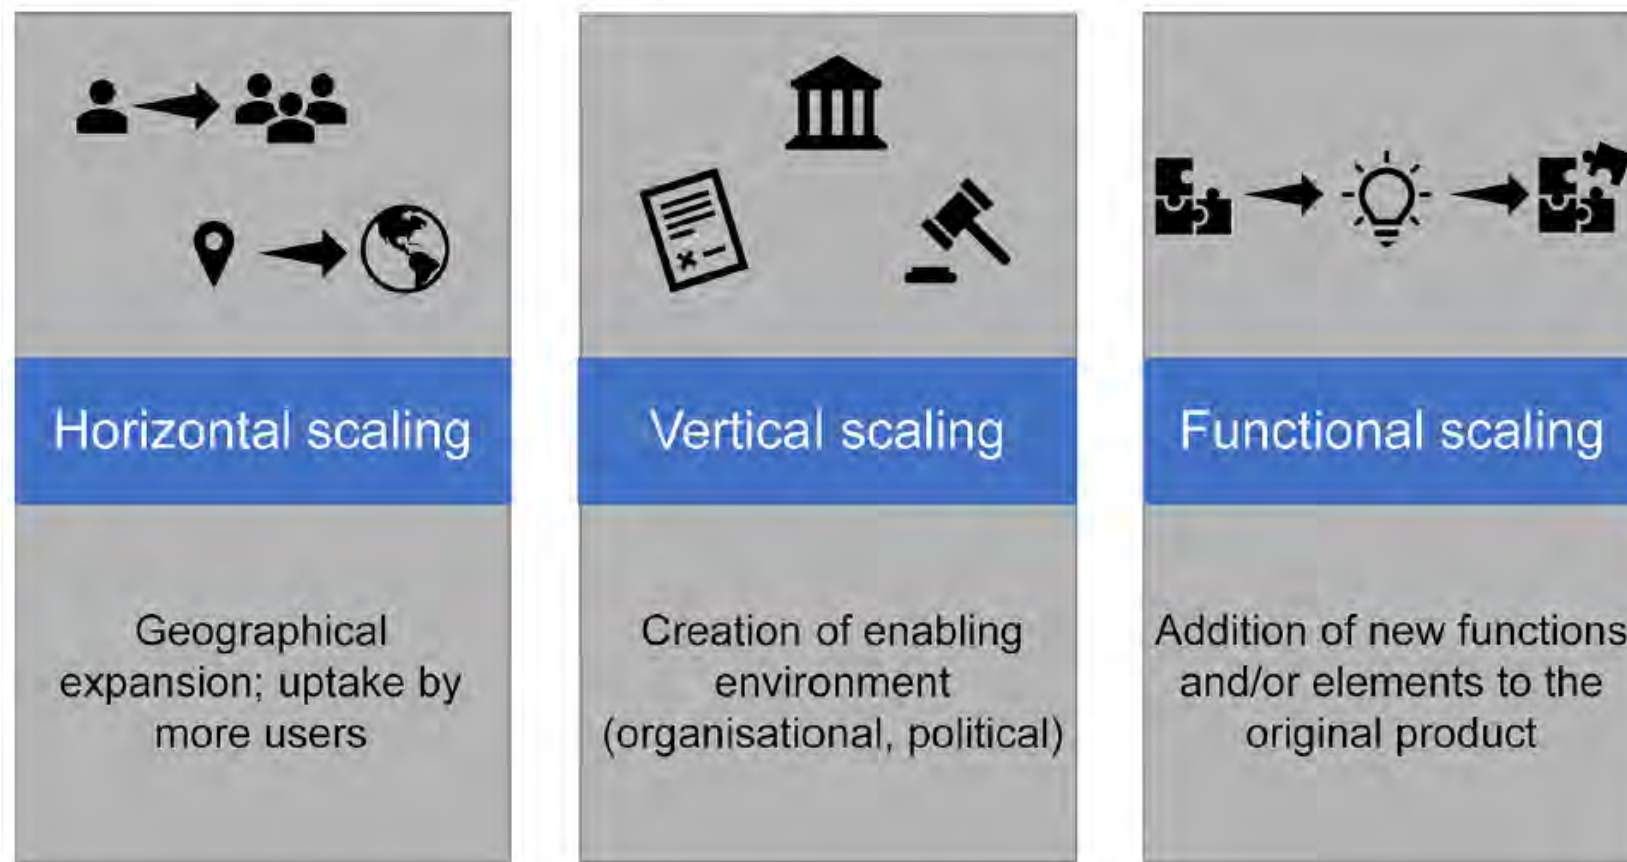 Horizontal scaling
Geographical
expansion; uptake by
more users
Vertical scaling
Creation of enabling
environment
(organisational, political)
Functional scaling
Addition of new functions
and/or elements to the
original product